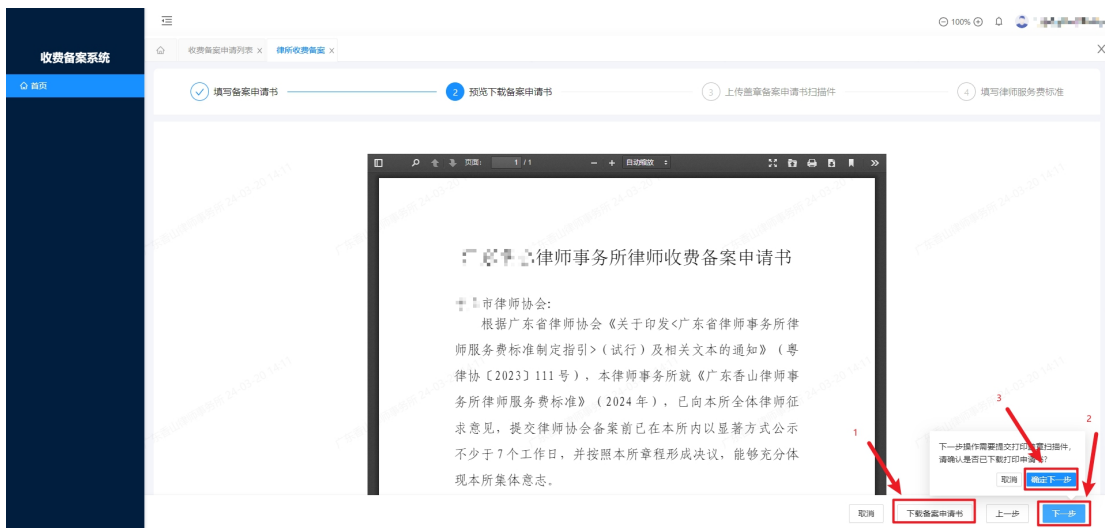 100%
收费备案系统
收费备案申请列表 x 律所收费备案 x
首页
填写备案申请书
2 预览下载备案申请书
3 上传盖章备案申请书扫描件
4 填写律师服务费标准
页面: 1 / 1 自动缩放
律师事务所律师收费备案申请书
市律师协会:
根据广东省律师协会《关于印发<广东省律师事务所律
师服务费标准制定指引>（试行）及相关文本的通知》（粤
律协〔2023〕111号），本律师事务所就《广东香山律师事
务所律师服务费标准》（2024年），已向本所全体律师征
求意见，提交律师协会备案前已在本所内以显著方式公示
不少于7个工作日，并按照本所章程形成决议，能够充分体
现本所集体意志。
1
2
3
下一步操作需要提交打印盖章扫描件，
请确认是否已下载打印申请书?
取消 确定下一步
取消 下载备案申请书 上一步 下一步